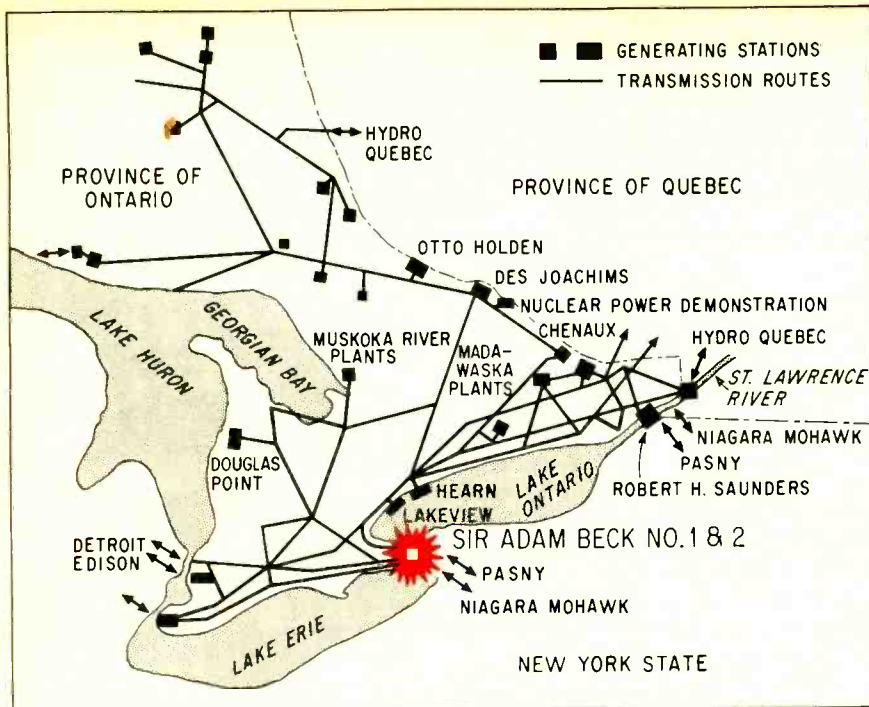 GENERATING STATIONS
TRANSMISSION ROUTES
HYDRO
QUEBEC
PROVINCE OF
ONTARIO
PROVINCE OF QUEBEC
OTTO HOLDEN
DES JOACHIMS
NUCLEAR POWER DEMONSTRATION
CHENAUX
HYDRO QUEBEC
LAKE HURON
GEORGIAN BAY
MUSKOKA RIVER
PLANTS
MADA-
WASKA
PLANTS
ST. LAWRENCE
RIVER
NIAGARA MOHAWK
PASNY
ROBERT H. SAUNDERS
DOUGLAS
POINT
HEARN
LAKEVIEW
LAKE
ONTARIO
SIR ADAM BECK NO.1 & 2
DETROIT
EDISON
PASNY
NIAGARA MOHAWK
LAKE ERIE
NEW YORK STATE